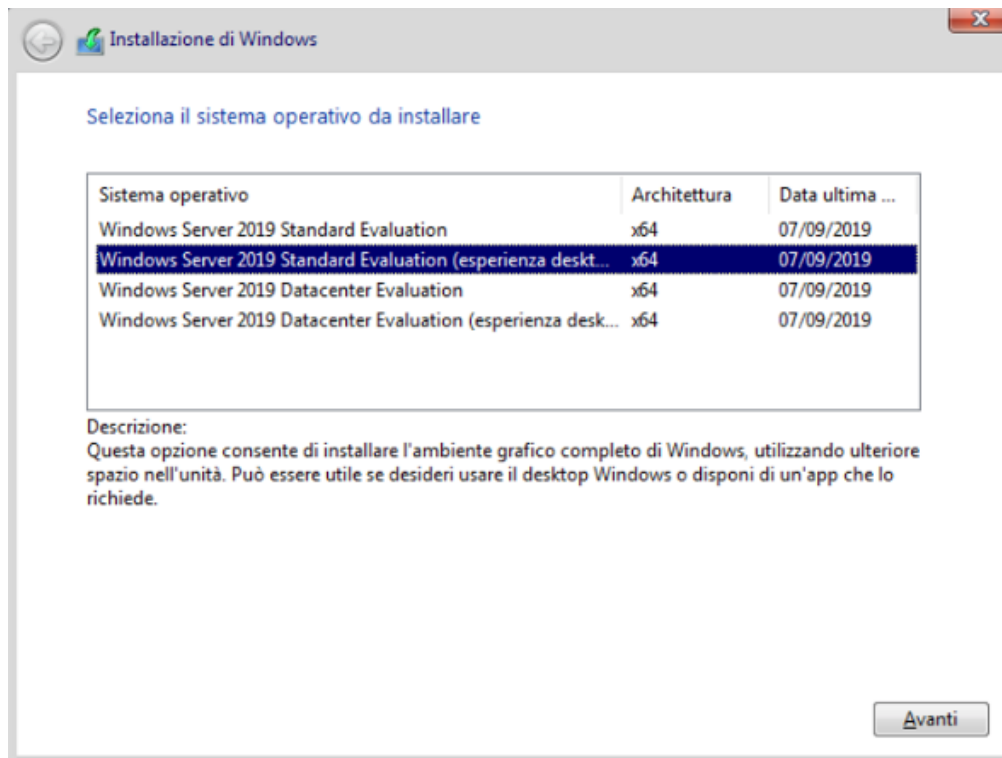 Installazione di Windows
Seleziona il sistema operativo da installare
Sistema operativo Architettura Data ultima ...
Windows Server 2019 Standard Evaluation x64 07/09/2019
Windows Server 2019 Standard Evaluation (esperienza deskt... x64 07/09/2019
Windows Server 2019 Datacenter Evaluation x64 07/09/2019
Windows Server 2019 Datacenter Evaluation (esperienza desk... x64 07/09/2019
Descrizione:
Questa opzione consente di installare l'ambiente grafico completo di Windows, utilizzando ulteriore
spazio nell'unità. Può essere utile se desideri usare il desktop Windows o disponi di un'app che lo
richiede.
Avanti